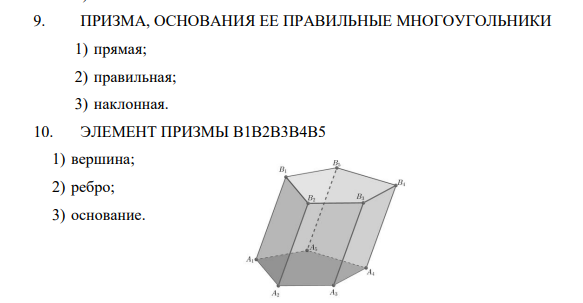 9. ПРИЗМА, ОСНОВАНИЯ ЕЕ ПРАВИЛЬНЫЕ МНОГОУГОЛЬНИКИ
1) прямая;
2) правильная;
3) наклонная.
10. ЭЛЕМЕНТ ПРИЗМЫ B1B2B3B4B5
1) вершина;
2) ребро;
3) основание.
B₅
B₁
B₄
B₂ B₃
A₅
A₁
A₄
A₂ A₃